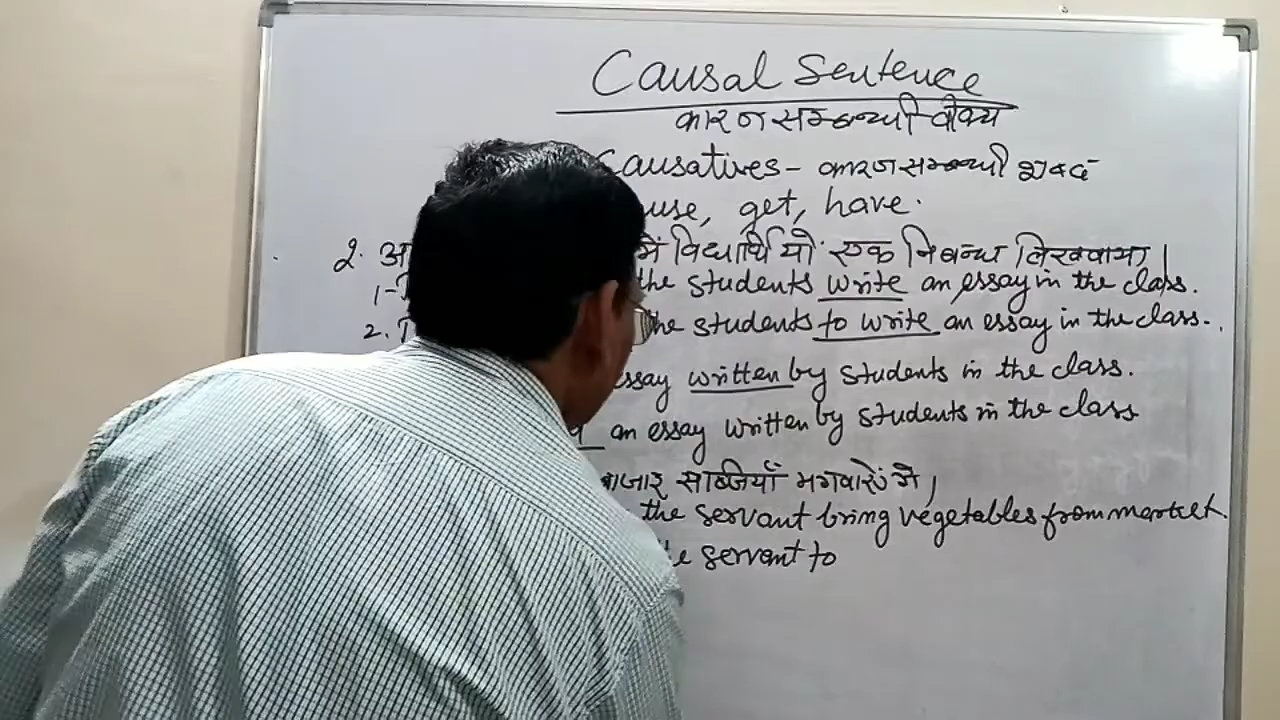 Causal Sentence
कारण सम्बन्धी वाक्य
Causatives - कारण सम्बन्धी शब्द
use, get, have.
2. में विद्यार्थियों एक निबन्ध लिखवाया |
1- the students write an essay in the class.
2. the students to write an essay in the class.
essay written by students in the class.
an essay written by students in the class
बाजार सब्जियाँ मगवायेंगे |
the servant bring vegetables from market.
servant to